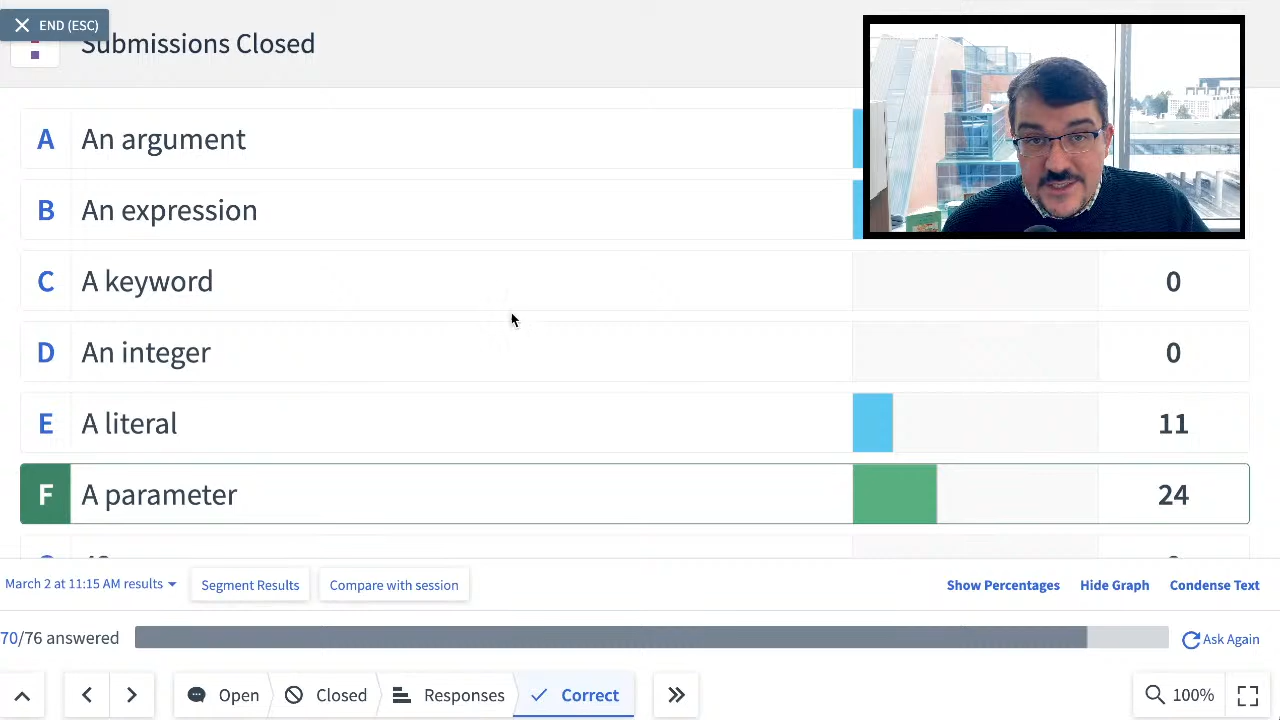 END (ESC)
Submissions Closed
A An argument
B An expression
C A keyword 0
D An integer 0
E A literal 11
F A parameter 24
March 2 at 11:15 AM results
Segment Results
Compare with session
Show Percentages
Hide Graph
Condense Text
70/76 answered
Ask Again
Open
Closed
Responses
Correct
100%